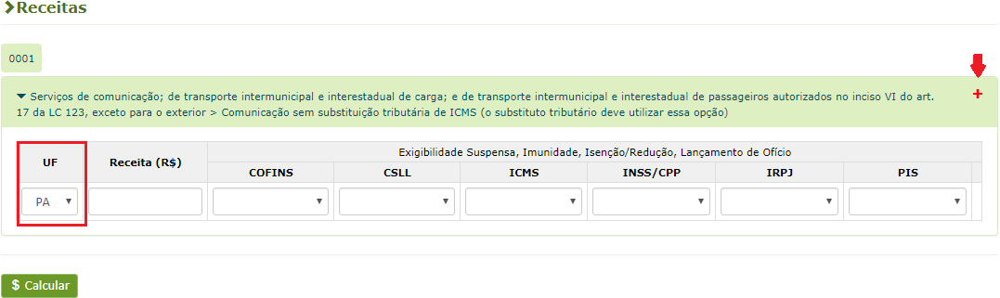 Receitas
0001
Serviços de comunicação; de transporte intermunicipal e interestadual de carga; e de transporte intermunicipal e interestadual de passageiros autorizados no inciso VI do art.
17 da LC 123, exceto para o exterior > Comunicação sem substituição tributária de ICMS (o substituto tributário deve utilizar essa opção)
UF
Receita (R$)
Exigibilidade Suspensa, Imunidade, Isenção/Redução, Lançamento de Ofício
COFINS CSLL ICMS INSS/CPP IRPJ PIS
PA
$ Calcular